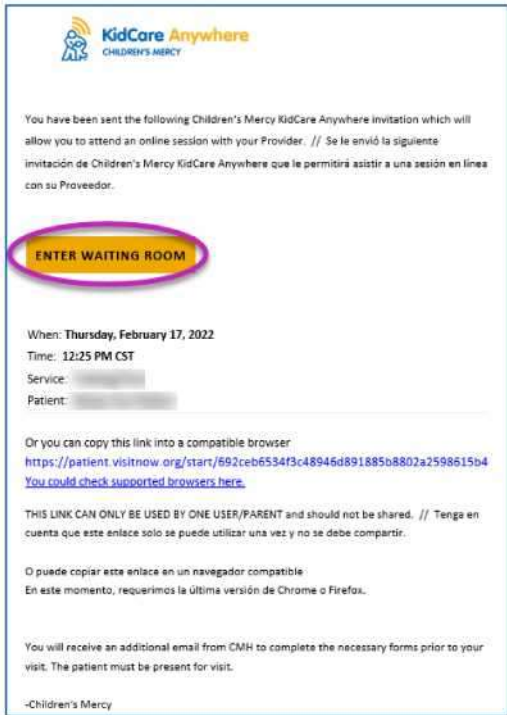 KidCare Anywhere
CHILDREN'S MERCY
You have been sent the following Children's Mercy KidCare Anywhere invitation which will
allow you to attend an online session with your Provider. // Se le envió la siguiente
invitación de Children's Mercy KidCare Anywhere que le permitirá asistir a una sesión en línea
con su Proveedor.
ENTER WAITING ROOM
When: Thursday, February 17, 2022
Time: 12:25 PM CST
Service:
Patient:
Or you can copy this link into a compatible browser
https://patient.visitnow.org/start/692ceb6534f3c48946d891885b8802a2598615b4
You could check supported browsers here.
THIS LINK CAN ONLY BE USED BY ONE USER/PARENT and should not be shared. // Tenga en
cuenta que este enlace solo se puede utilizar una vez y no se debe compartir.
O puede copiar este enlace en un navegador compatible
En este momento, requerimos la última versión de Chrome o Firefox.
You will receive an additional email from CMH to complete the necessary forms prior to your
visit. The patient must be present for visit.
-Children's Mercy